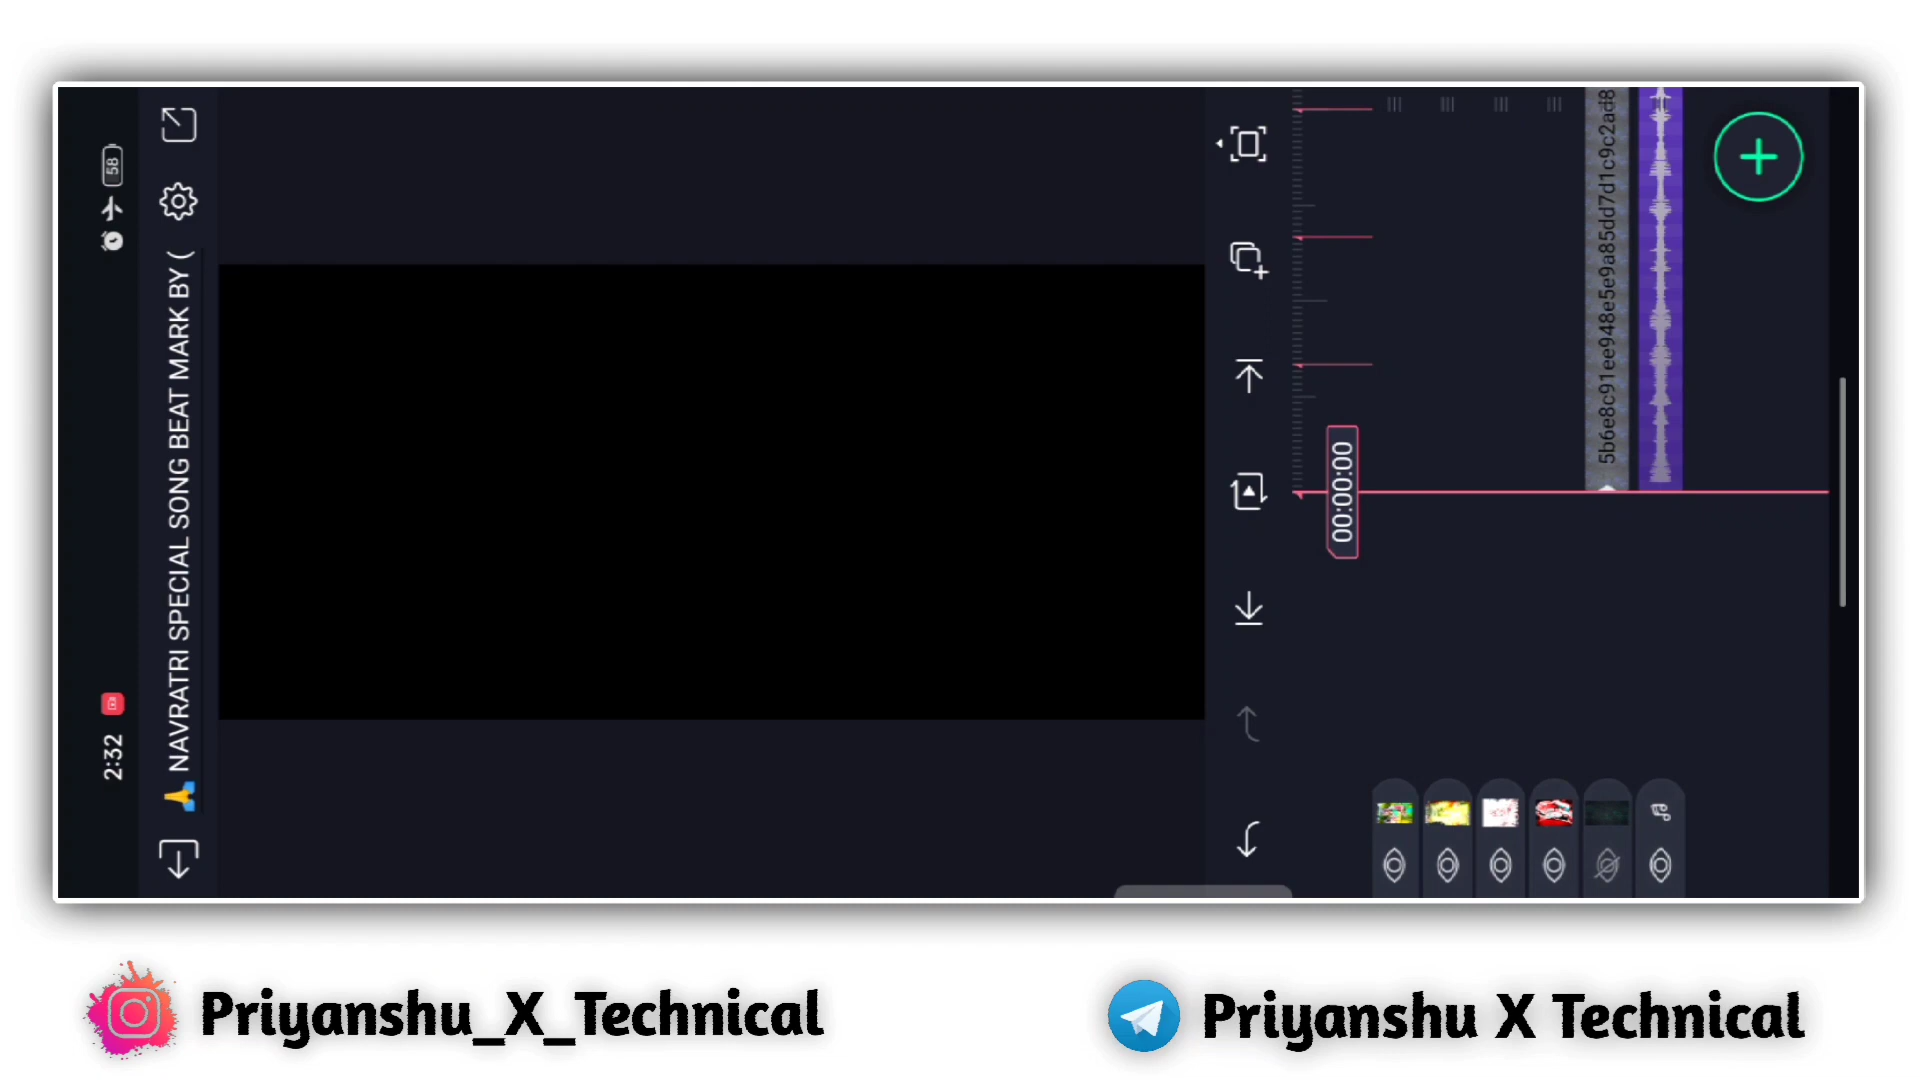 2:32
58
🙏 NAVRATRI SPECIAL SONG BEAT MARK BY (
00:00:00
5b6e8c91ee948e5e9a85dd7d1c9c2ad8
Priyanshu_X_Technical
Priyanshu X Technical